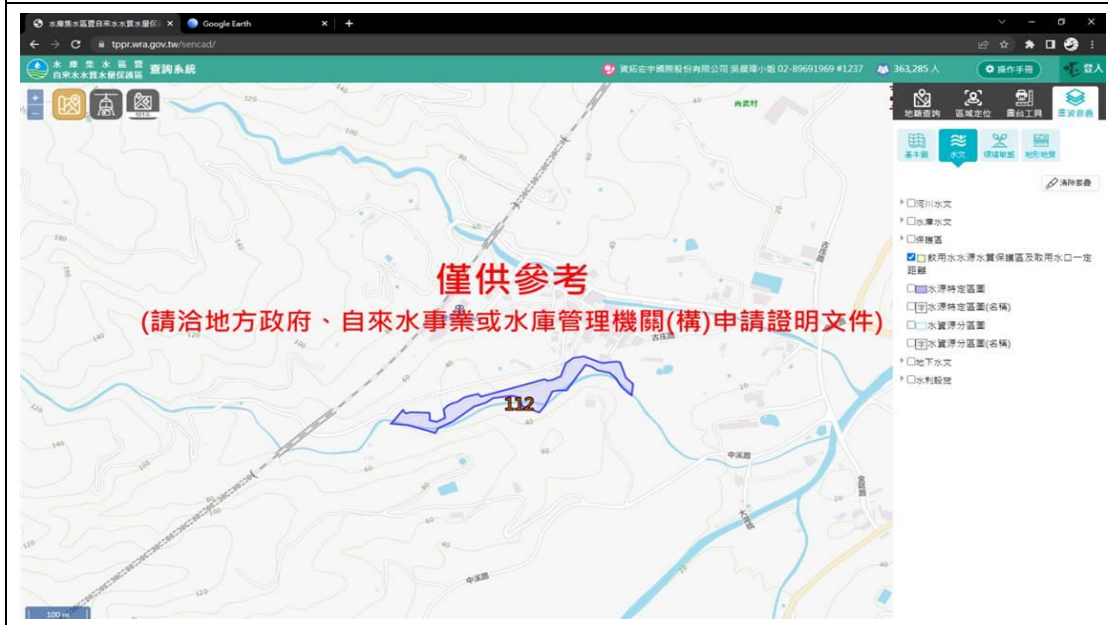 水庫集水區暨自來水水質水量保 × Google Earth × +
tppr.wra.gov.tw/sencad/
水庫集水區暨
自來水水質水量保護區 查詢系統
資拓宏宇國際股份有限公司 02-89691969 #1237 363,285 人 操作手冊 登入
地籍查詢 區域定位 圖台工具 圖資套疊
基本圖 水文 環境敏感 地形地質
清除套疊
河川水文
水庫水文
保護區
飲用水水源水質保護區及取用水口一定
距離
水源特定區圖
水源特定區圖(名稱)
水資源分區圖
水資源分區圖(名稱)
地下水文
水利設施
尚武村
古庄路
僅供參考
(請洽地方政府、自來水事業或水庫管理機關(構)申請證明文件)
古庄路
112
中溪路
中溪路
100 m